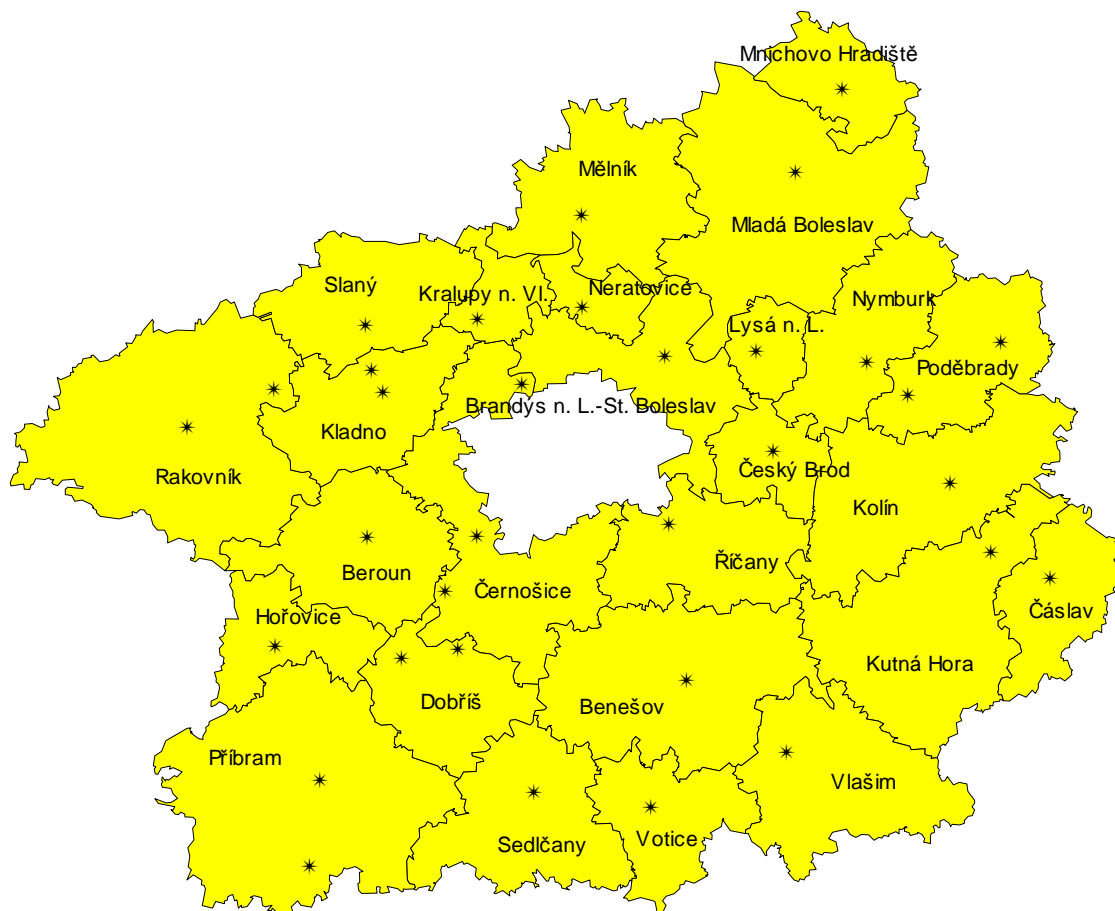 Mnichovo Hradiště
Mělník
Mladá Boleslav
Slaný
Kralupy n. Vl.
Neratovice
Nymburk
Lysá n. L.
Poděbrady
Brandýs n. L.-St. Boleslav
Kladno
Rakovník
Český Brod
Kolín
Beroun
Černošice
Říčany
Hořovice
Čáslav
Kutná Hora
Dobříš
Benešov
Příbram
Vlašim
Sedlčany
Votice